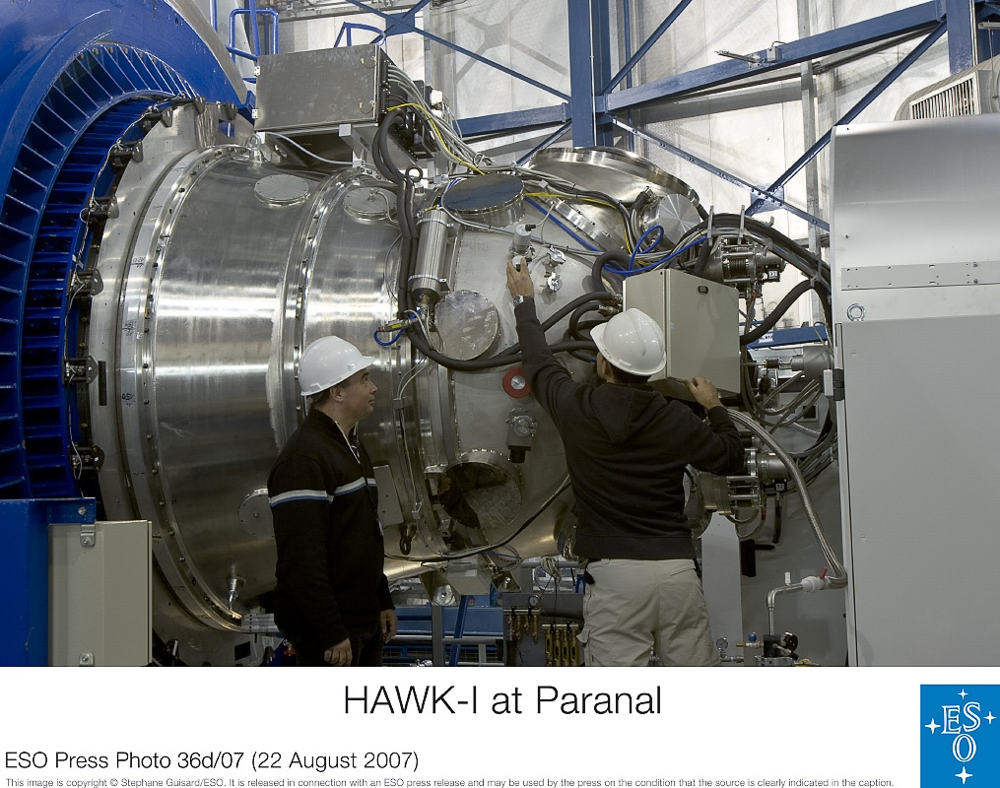 HAWK-I at Paranal
ESO
ESO Press Photo 36d/07 (22 August 2007)
This image is copyright © Stephane Guisard/ESO. It is released in connection with an ESO press release and may be used by the press on the condition that the source is clearly indicated in the caption.